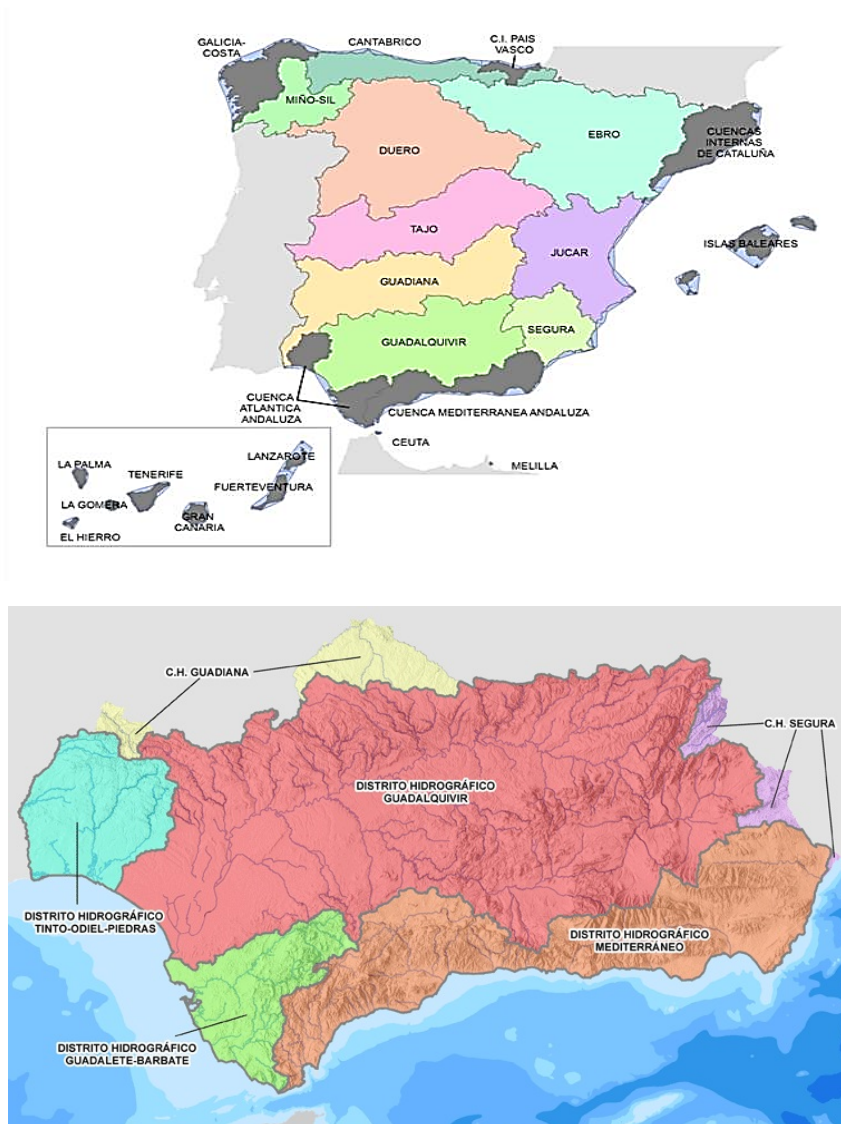 GALICIA-
COSTA
CANTABRICO
C.I. PAIS
VASCO
MIÑO-SIL
DUERO
EBRO
CUENCAS
INTERNAS
DE CATALUÑA
TAJO
ISLAS BALEARES
JUCAR
GUADIANA
SEGURA
GUADALQUIVIR
CUENCA
ATLANTICA
ANDALUZA
CUENCA MEDITERRANEA ANDALUZA
CEUTA
MELILLA
LA PALMA
TENERIFE
LANZAROTE
FUERTEVENTURA
LA GOMERA
GRAN
CANARIA
EL HIERRO
C.H. GUADIANA
C.H. SEGURA
DISTRITO HIDROGRÁFICO
GUADALQUIVIR
DISTRITO HIDROGRÁFICO
TINTO-ODIEL-PIEDRAS
DISTRITO HIDROGRÁFICO
MEDITERRÁNEO
DISTRITO HIDROGRÁFICO
GUADALETE-BARBATE